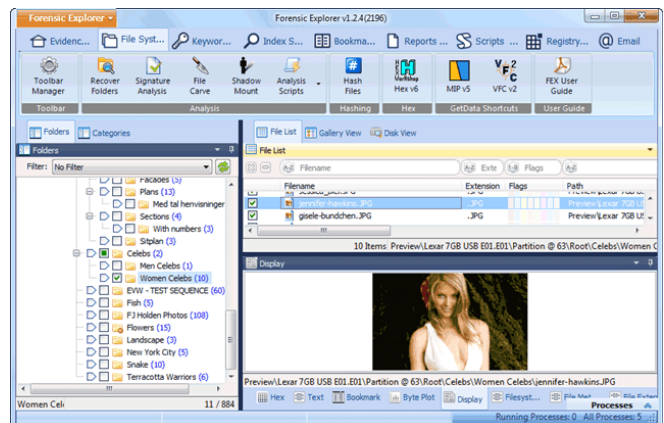 Forensic Explorer
Forensic Explorer v1.2.4(2196)
Evidenc... File Syst... Keywor... Index S... Bookma... Reports ... Scripts ... Registry... Email
Toolbar Manager
Recover Folders
Signature Analysis
File Carve
Shadow Mount
Analysis Scripts
Hash Files
Hex v6
MIP v5
VFC v2
FEX User Guide
Toolbar Analysis Hashing Hex GetData Shortcuts User Guide
Folders Categories
File List Gallery View Disk View
Folders
File List
Filter: No Filter
Filename Exte Flags
Filename Extension Flags Path
jennifer-hawkins.JPG .JPG Preview\Lexar 7GB US
gisele-bundchen.JPG .JPG Preview\Lexar 7GB US
10 Items Preview\Lexar 7GB USB E01.E01\Partition @ 63\Root\Celebs\Women C
Facades (5)
Plans (13)
Med tal henvisninger
Sections (4)
With numbers (3)
Sitplan (3)
Celebs (2)
Men Celebs (1)
Women Celebs (10)
EVW - TEST SEQUENCE (60)
Fish (5)
FJ Holden Photos (108)
Flowers (15)
Landscape (3)
New York City (5)
Snake (10)
Terracotta Warriors (6)
Women Cel 11 / 884
Display
Preview\Lexar 7GB USB E01.E01\Partition @ 63\Root\Celebs\Women Celebs\jennifer-hawkins.JPG
Hex Text Bookmark Byte Plot Display Filesyst... File Met... File Exten
Processes
Running Processes: 0 All Processes: 5